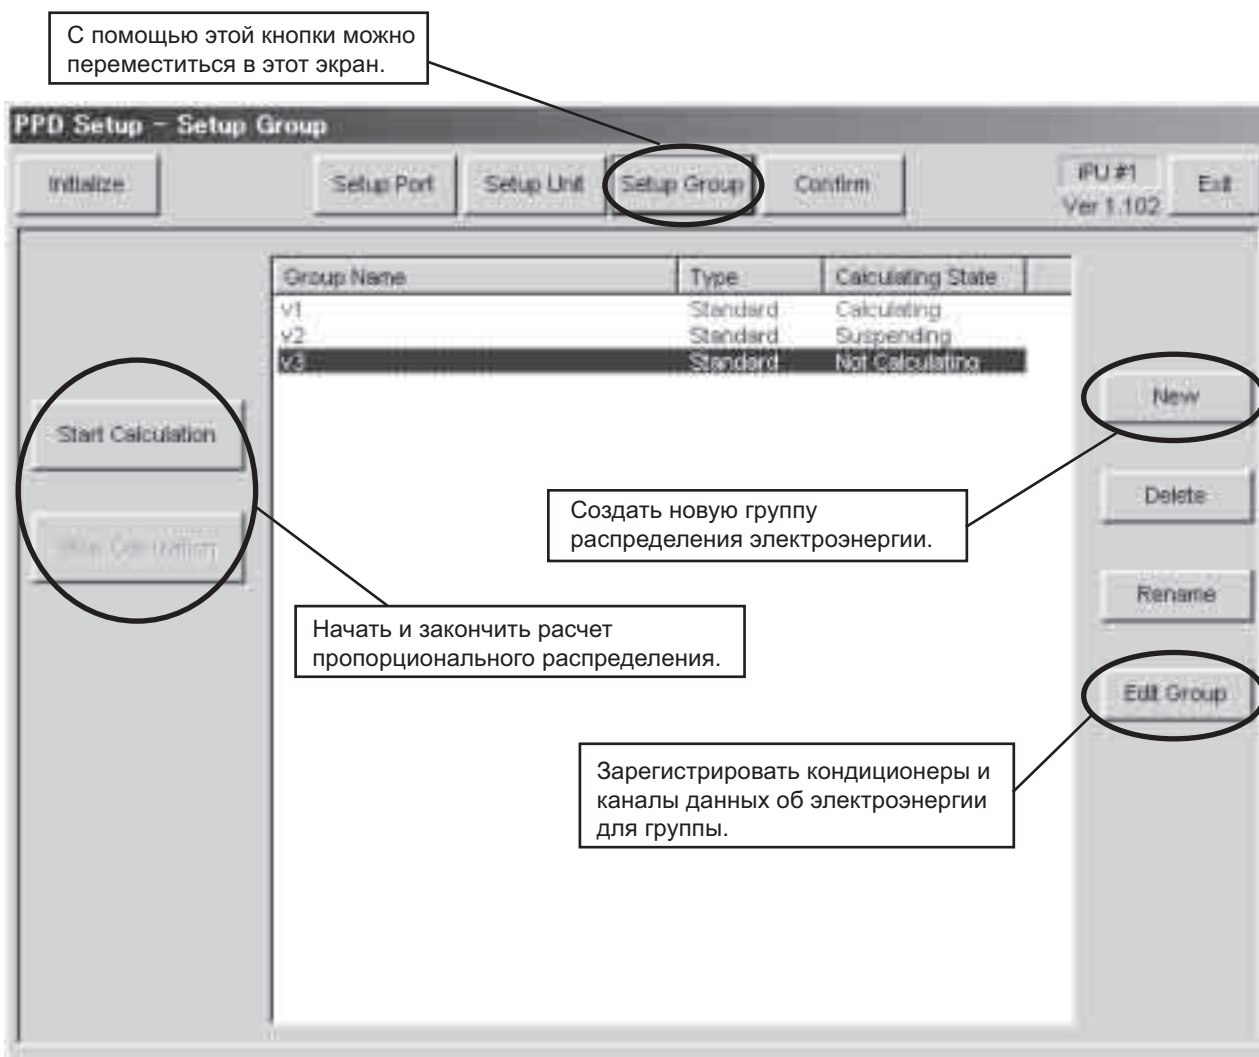 С помощью этой кнопки можно
переместиться в этот экран.
PPD Setup - Setup Group
Initialize
Setup Port
Setup Unit
Setup Group
Confirm
iPU #1
Ver 1.102
Exit
Group Name Type Calculating State
v1 Standard Calculating
v2 Standard Suspending
v3 Standard Not Calculating
Start Calculation
Stop Calculation
New
Delete
Rename
Edit Group
Создать новую группу
распределения электроэнергии.
Начать и закончить расчет
пропорционального распределения.
Зарегистрировать кондиционеры и
каналы данных об электроэнергии
для группы.